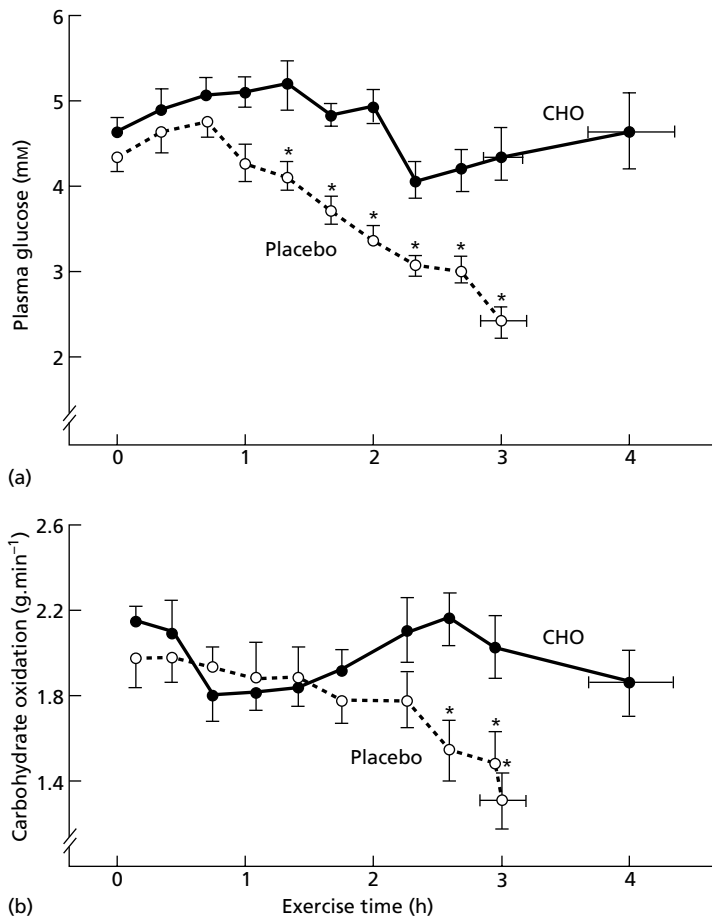 6
5
4
3
2
Plasma glucose (mM)
CHO
Placebo
*
*
*
*
*
*
0 1 2 3 4
(a)
2.6
2.2
1.8
1.4
Carbohydrate oxidation (g.min⁻¹)
CHO
Placebo
*
*
*
0 1 2 3 4
(b) Exercise time (h)